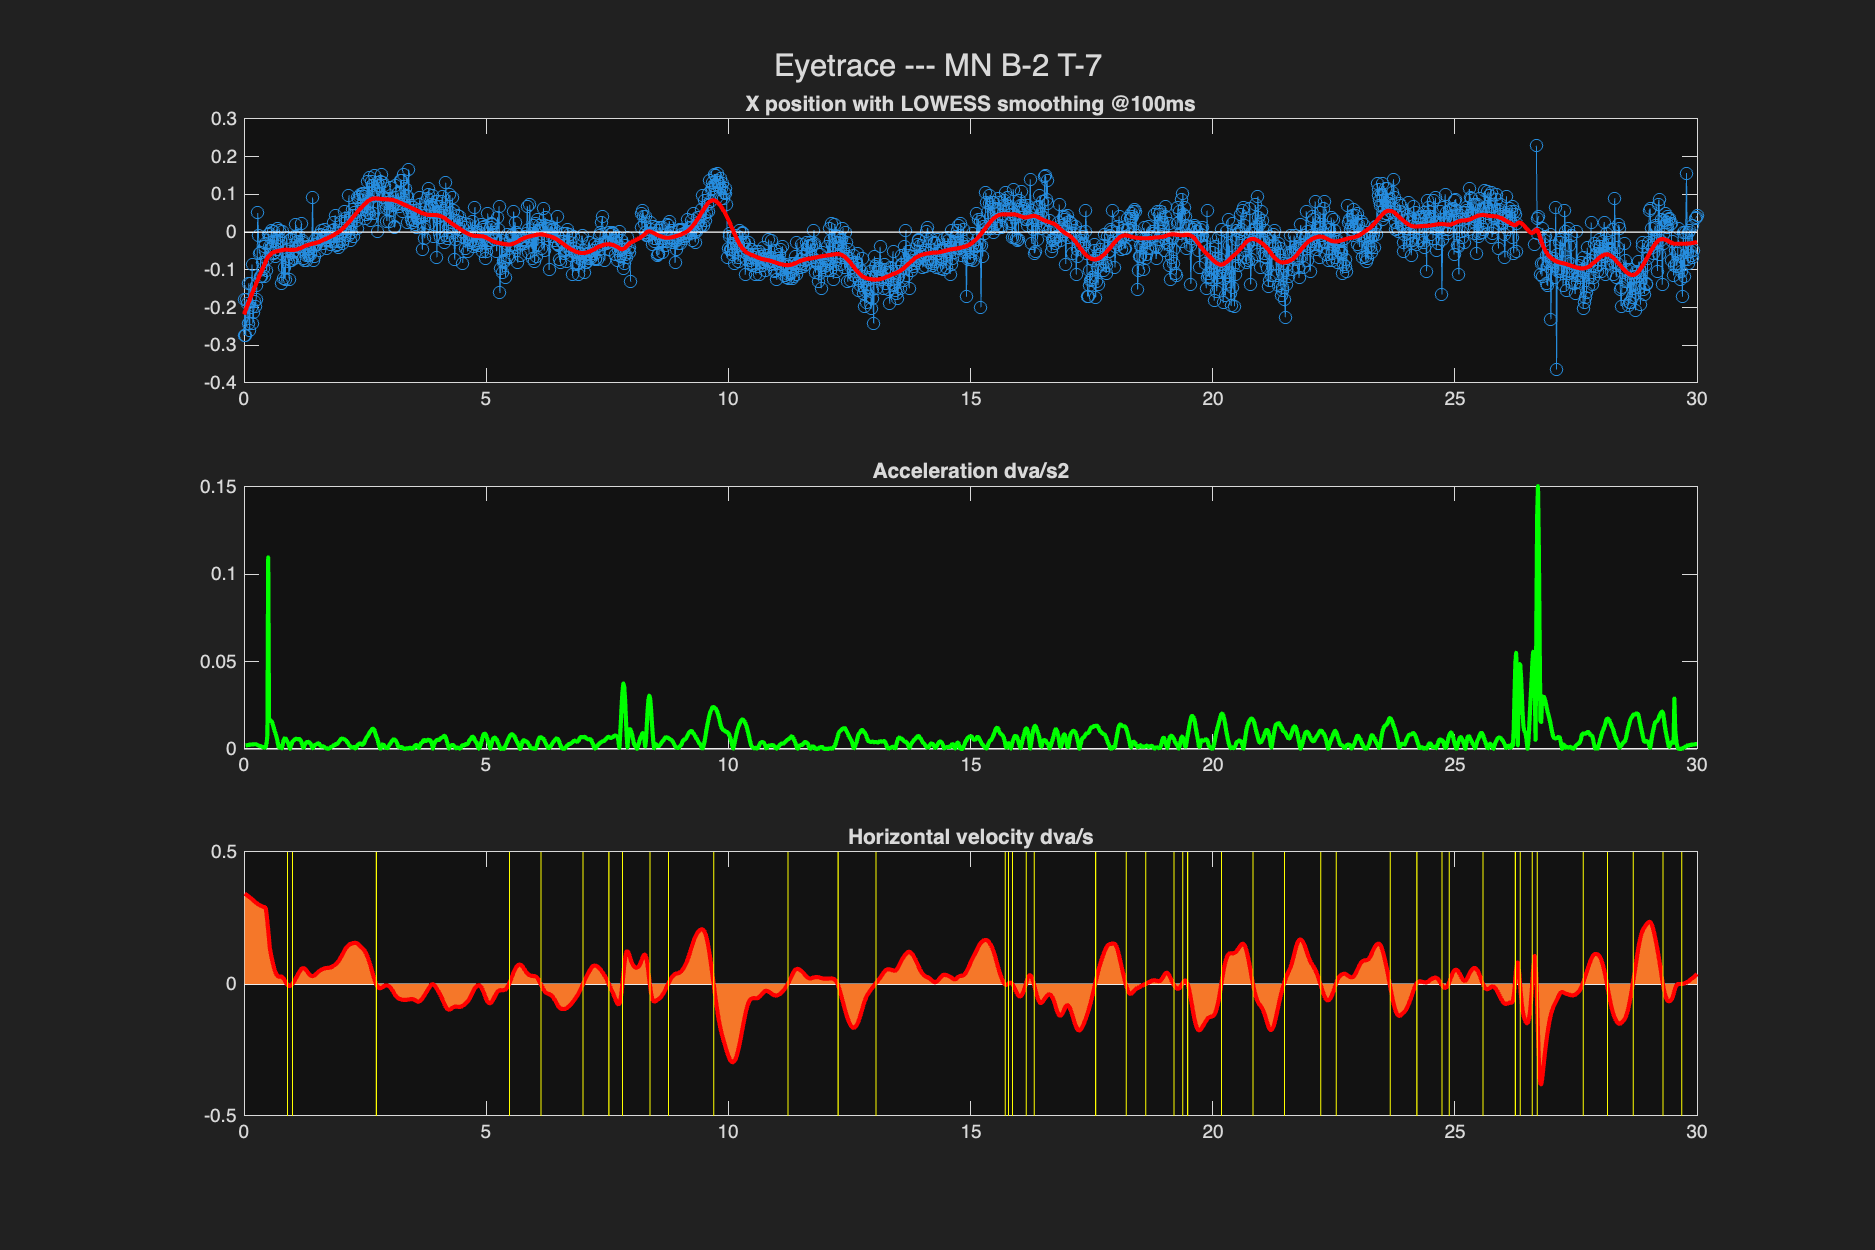 Eyetrace --- MN B-2 T-7
X position with LOWESS smoothing @100ms
0.3
0.2
0.1
0
-0.1
-0.2
-0.3
-0.4
0 5 10 15 20 25 30
Acceleration dva/s2
0.15
0.1
0.05
0
0 5 10 15 20 25 30
Horizontal velocity dva/s
0.5
0
-0.5
0 5 10 15 20 25 30